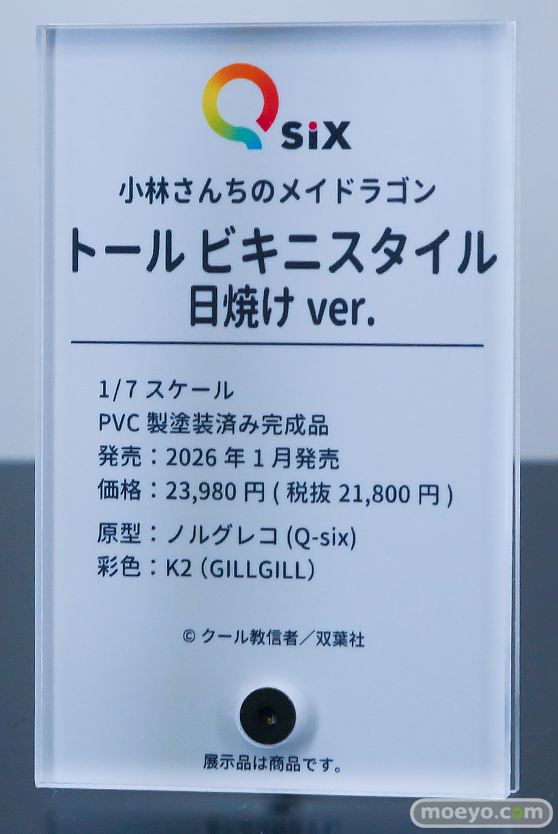 Q six
小林さんちのメイドラゴン
トール ビキニスタイル
日焼け ver.
1/7 スケール
PVC 製塗装済み完成品
発売：2026 年 1 月発売
価格：23,980 円 ( 税抜 21,800 円 )
原型：ノルグレコ (Q-six)
彩色：K2（GILLGILL）
© クール教信者／双葉社
展示品は商品です。
moeyo.com